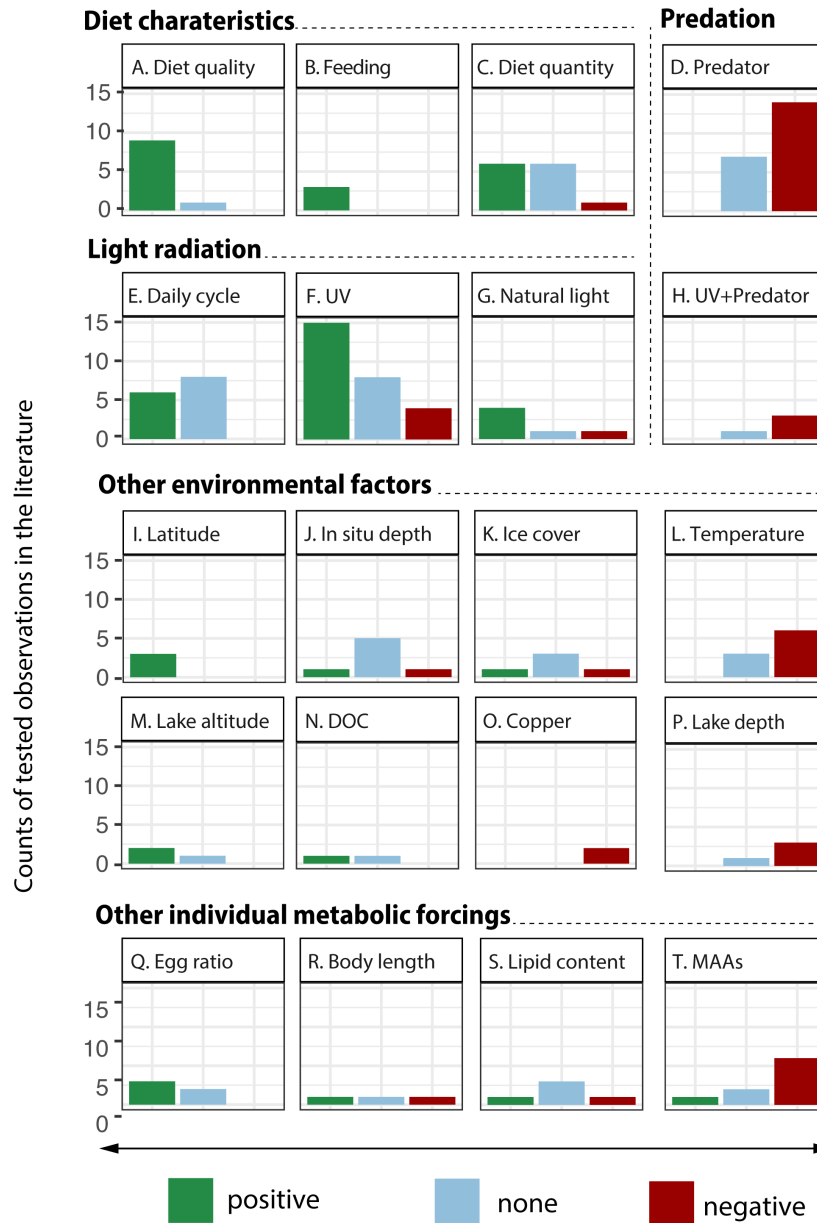 Diet charateristics
Predation
A. Diet quality
B. Feeding
C. Diet quantity
D. Predator
15
10
5
0
Light radiation
E. Daily cycle
F. UV
G. Natural light
H. UV+Predator
15
10
5
0
Counts of tested observations in the literature
Other environmental factors
I. Latitude
J. In situ depth
K. Ice cover
L. Temperature
15
10
5
0
M. Lake altitude
N. DOC
O. Copper
P. Lake depth
15
10
5
0
Other individual metabolic forcings
Q. Egg ratio
R. Body length
S. Lipid content
T. MAAs
15
10
5
0
positive
none
negative